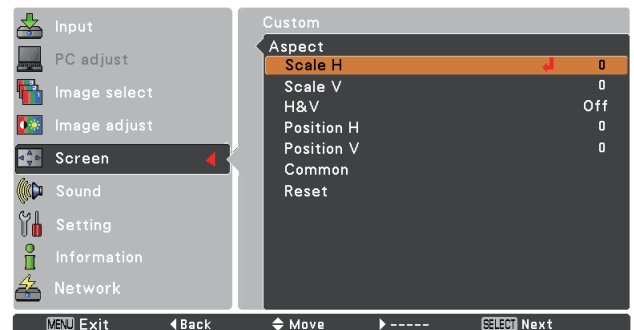 Input
PC adjust
Image select
Image adjust
Screen
Sound
Setting
Information
Network
Custom
Aspect
Scale H 0
Scale V 0
H&V Off
Position H 0
Position V 0
Common
Reset
MENU Exit Back Move ----- SELECT Next